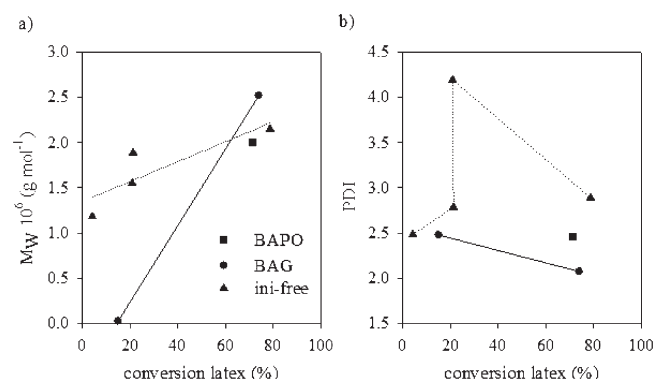 a)
3.0
2.5
2.0
1.5
1.0
0.5
0.0
Mw 10⁶ (g mol⁻¹)
BAPO
BAG
ini-free
0 20 40 60 80 100
conversion latex (%)
b)
4.5
4.0
3.5
3.0
2.5
2.0
1.5
PDI
0 20 40 60 80 100
conversion latex (%)